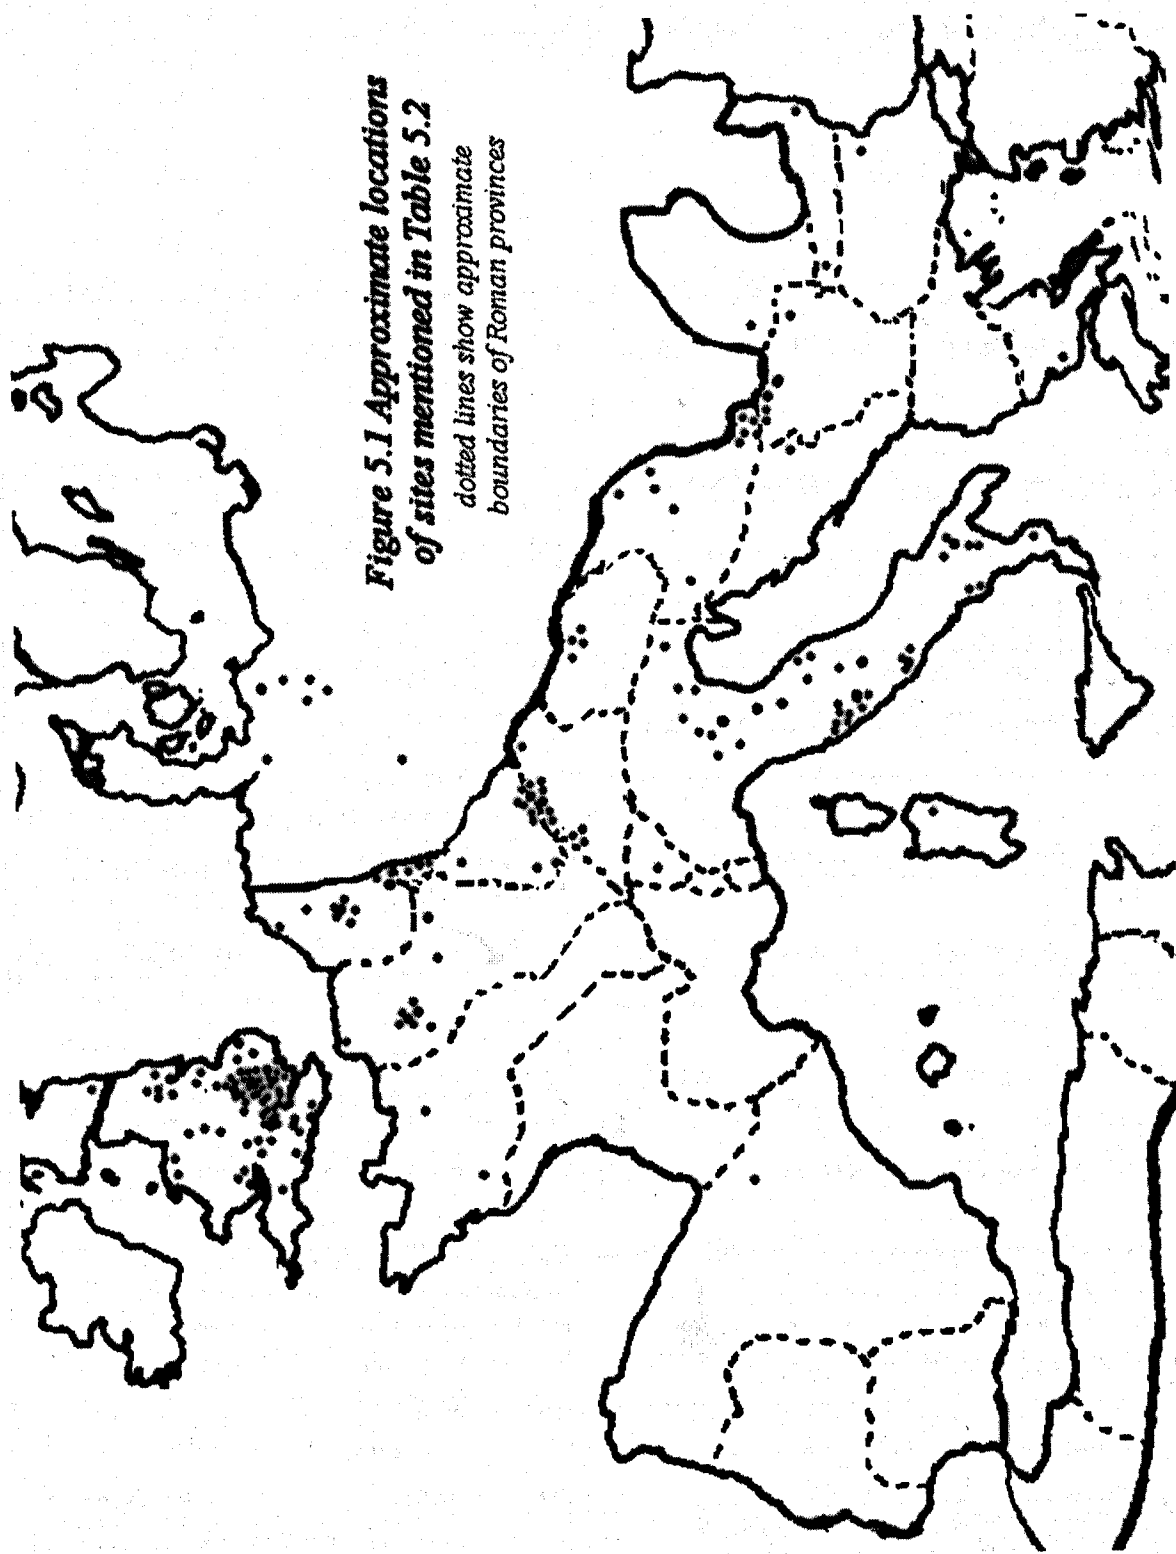 Figure 5.1 Approximate locations
of sites mentioned in Table 5.2
dotted lines show approximate
boundaries of Roman provinces